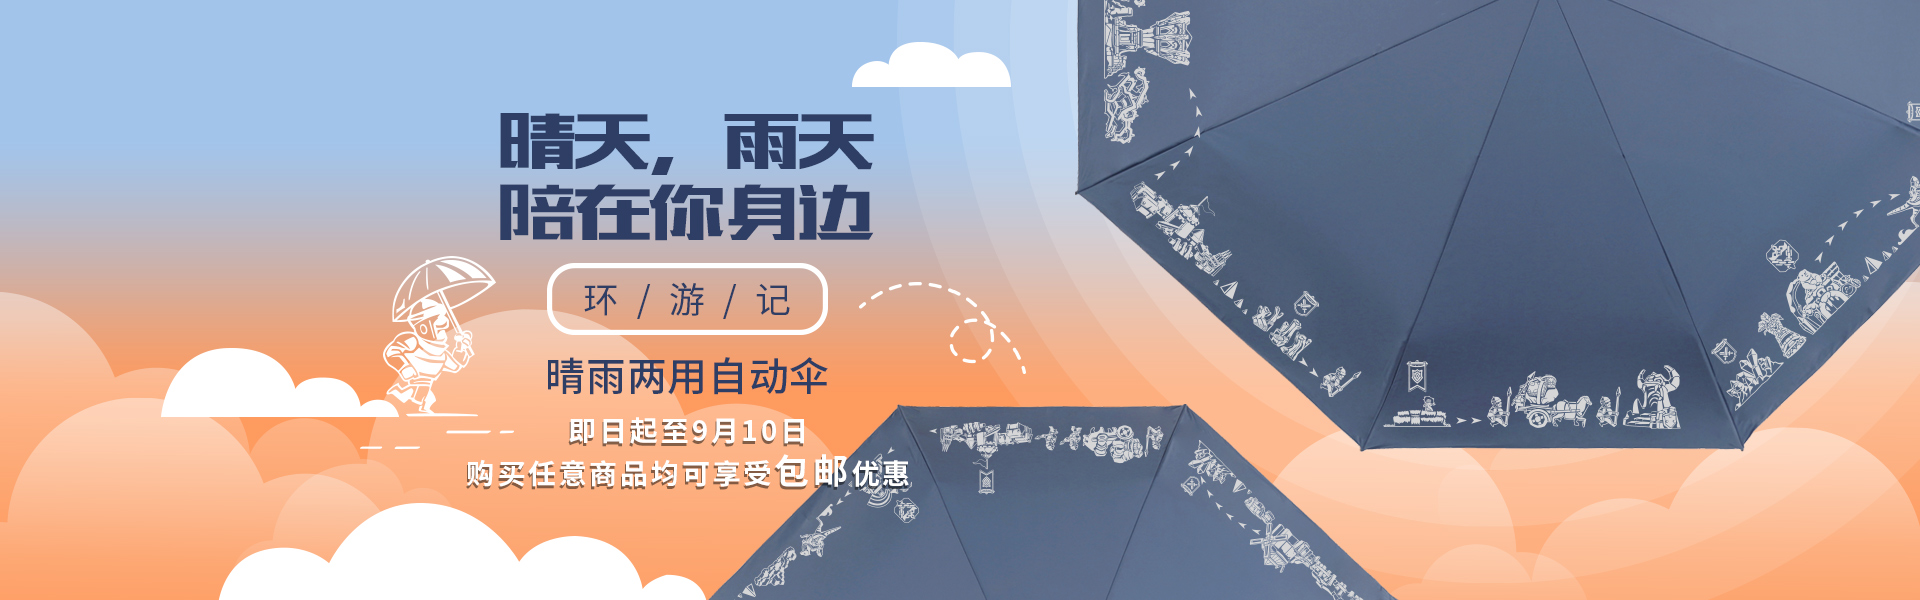 晴天，雨天
陪在你身边
环 / 游 / 记
晴雨两用自动伞
即日起至9月10日
购买任意商品均可享受包邮优惠